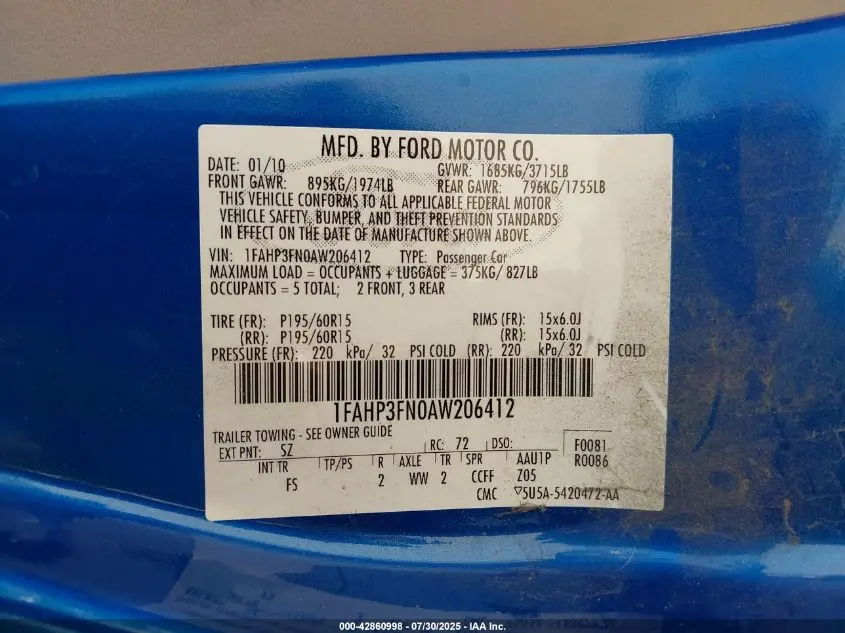 MFD. BY FORD MOTOR CO.
DATE: 01/10 GVWR: 1685KG/3715LB
FRONT GAWR: 895KG/1974LB REAR GAWR: 796KG/1755LB
THIS VEHICLE CONFORMS TO ALL APPLICABLE FEDERAL MOTOR
VEHICLE SAFETY, BUMPER, AND THEFT PREVENTION STANDARDS
IN EFFECT ON THE DATE OF MANUFACTURE SHOWN ABOVE.
VIN: 1FAHP3FN0AW206412 TYPE: Passenger Car
MAXIMUM LOAD = OCCUPANTS + LUGGAGE = 375KG/ 827LB
OCCUPANTS = 5 TOTAL; 2 FRONT, 3 REAR
TIRE (FR): P195/60R15 RIMS (FR): 15x6.0J
(RR): P195/60R15 (RR): 15x6.0J
PRESSURE (FR): 220 kPa/ 32 PSI COLD (RR): 220 kPa/ 32 PSI COLD
1FAHP3FN0AW206412
TRAILER TOWING - SEE OWNER GUIDE
EXT PNT: SZ RC: 72 DSO: F0081
INT TR TP/PS R AXLE TR SPR AAU1P R0086
FS 2 WW 2 CCFF Z05
CMC ▽5U5A-5420472-AA
000-42860998 - 07/30/2025 - IAA Inc.